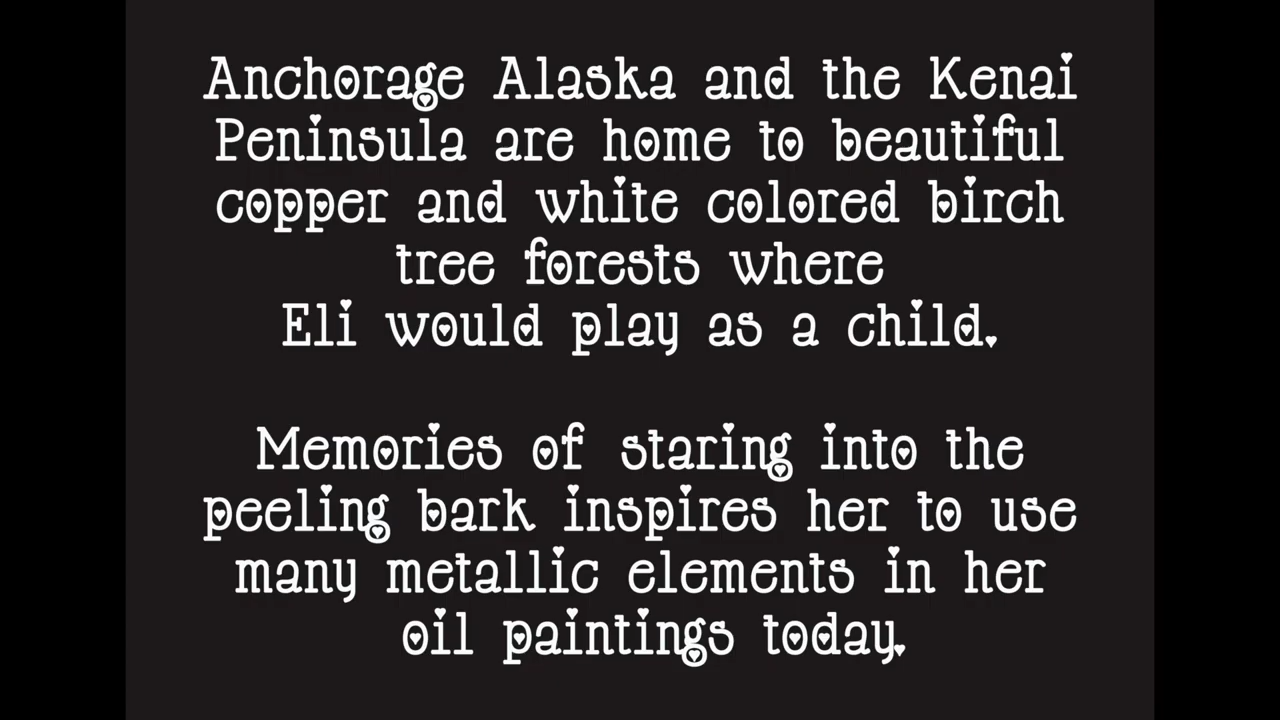 Anchorage Alaska and the Kenai
Peninsula are home to beautiful
copper and white colored birch
tree forests where
Eli would play as a child.
Memories of staring into the
peeling bark inspires her to use
many metallic elements in her
oil paintings today.